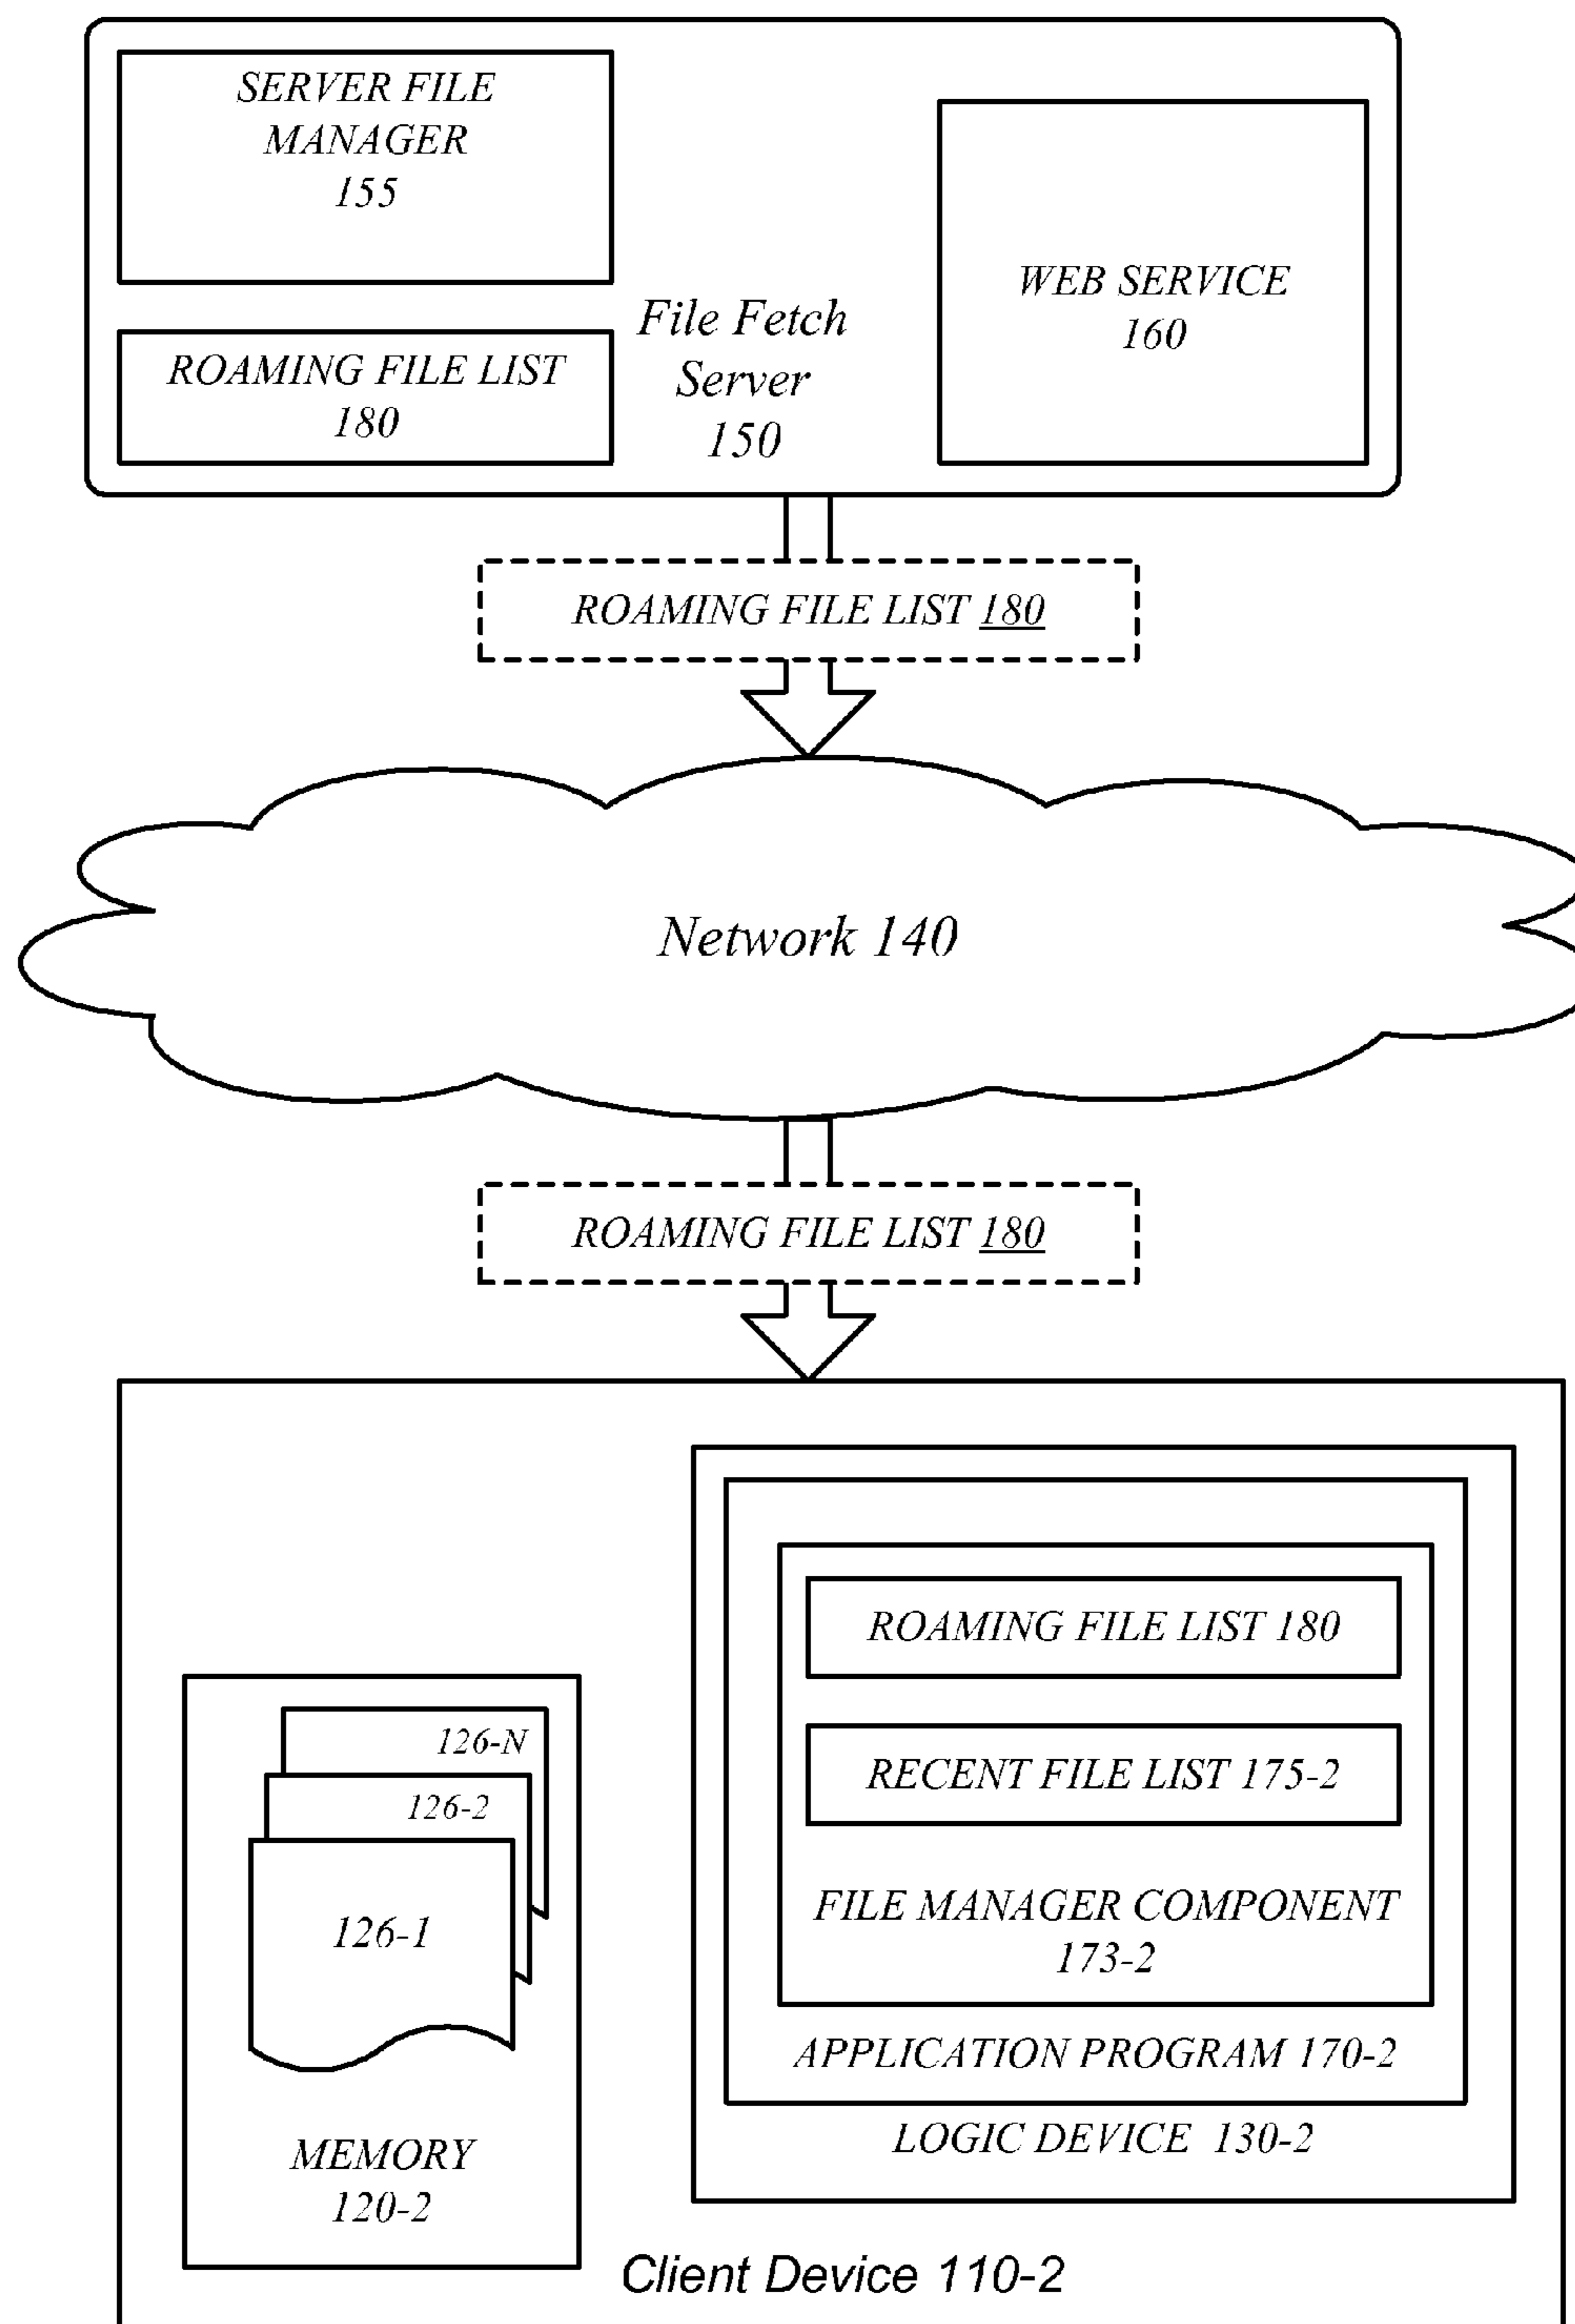 SERVER FILE
MANAGER
155
ROAMING FILE LIST
180
File Fetch
Server
150
WEB SERVICE
160
ROAMING FILE LIST 180
Network 140
ROAMING FILE LIST 180
ROAMING FILE LIST 180
RECENT FILE LIST 175-2
FILE MANAGER COMPONENT
173-2
APPLICATION PROGRAM 170-2
LOGIC DEVICE 130-2
126-N
126-2
126-1
MEMORY
120-2
Client Device 110-2